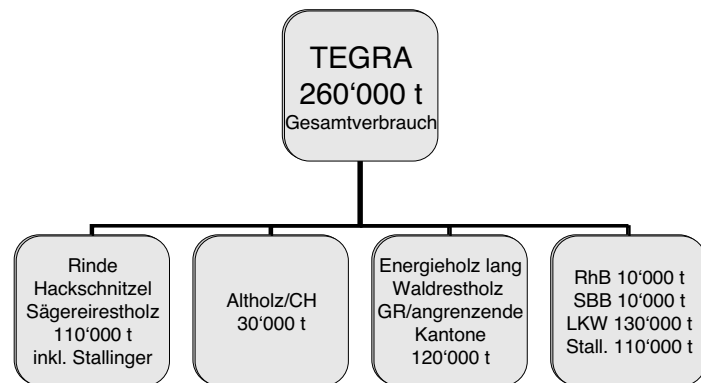 TEGRA
260‘000 t
Gesamtverbrauch
Rinde
Hackschnitzel
Sägereirestholz
110‘000 t
inkl. Stallinger
Altholz/CH
30‘000 t
Energieholz lang
Waldrestholz
GR/angrenzende
Kantone
120‘000 t
RhB 10‘000 t
SBB 10‘000 t
LKW 130‘000 t
Stall. 110‘000 t